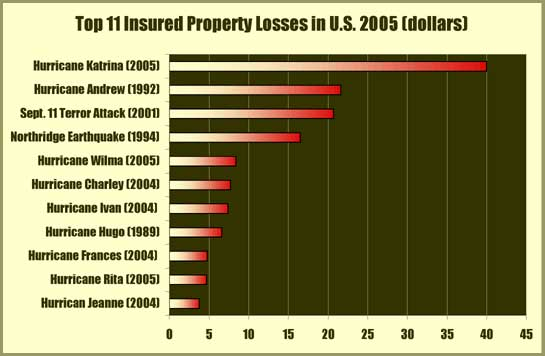 Top 11 Insured Property Losses in U.S. 2005 (dollars)
Hurricane Katrina (2005)
Hurricane Andrew (1992)
Sept. 11 Terror Attack (2001)
Northridge Earthquake (1994)
Hurricane Wilma (2005)
Hurricane Charley (2004)
Hurricane Ivan (2004)
Hurricane Hugo (1989)
Hurricane Frances (2004)
Hurricane Rita (2005)
Hurrican Jeanne (2004)
0 5 10 15 20 25 30 35 40 45